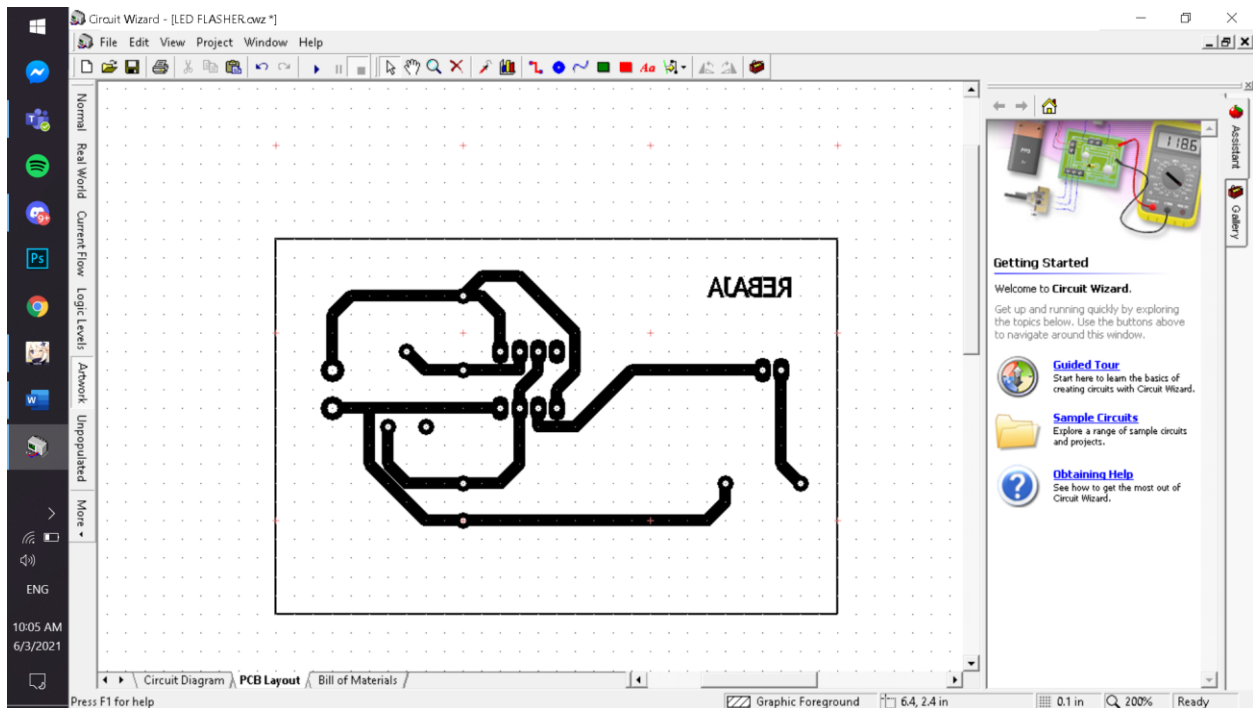 Circuit Wizard - [LED FLASHER.cwz *]
File Edit View Project Window Help
Aa
Normal
Real World
Current Flow
Logic Levels
Artwork
Unpopulated
More
REBAJA
Assistant
Gallery
1186
PP3
Getting Started
Welcome to Circuit Wizard.
Get up and running quickly by exploring
the topics below. Use the buttons above
to navigate around this window.
Guided Tour
Start here to learn the basics of
creating circuits with Circuit Wizard.
Sample Circuits
Explore a range of sample circuits
and projects.
Obtaining Help
See how to get the most out of
Circuit Wizard.
9+
Ps
W
ENG
10:05 AM
6/3/2021
Circuit Diagram PCB Layout Bill of Materials
Press F1 for help
Graphic Foreground 6.4, 2.4 in 0.1 in 200% Ready